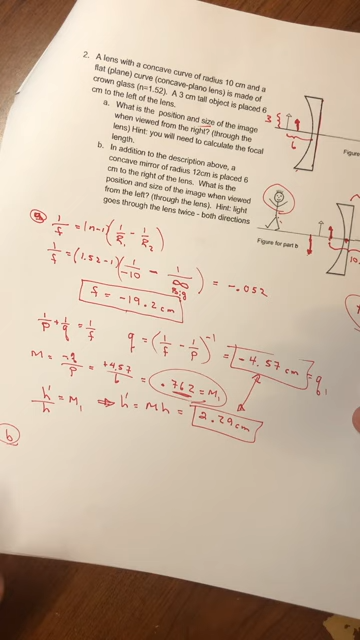 2. A lens with a concave curve of radius 10 cm and a
flat (plane) curve (concave-plano lens) is made of
crown glass (n=1.52). A 3 cm tall object is placed 6
cm to the left of the lens.
a. What is the position and size of the image
when viewed from the right? (through the
lens) Hint: you will need to calculate the focal
length.
b. In addition to the description above, a
concave mirror of radius 12cm is placed 6
cm to the right of the lens. What is the
position and size of the image when viewed
from the left? (through the lens). Hint: light
goes through the lens twice - both directions
3
6
Figure
Figure for part b
10.
a
1/f = (n-1)(1/R₁ - 1/R₂)
1/f = (1.52-1)(1/-10 - 1/∞) = -.052
Big
f = -19.2 cm
1/p + 1/q = 1/f q = (1/f - 1/p)⁻¹ = -4.57 cm = q₁
M = -q/p = +4.57/6 = .762 = M₁
h'/h = M₁ ⇒ h' = Mh = 2.29cm
b